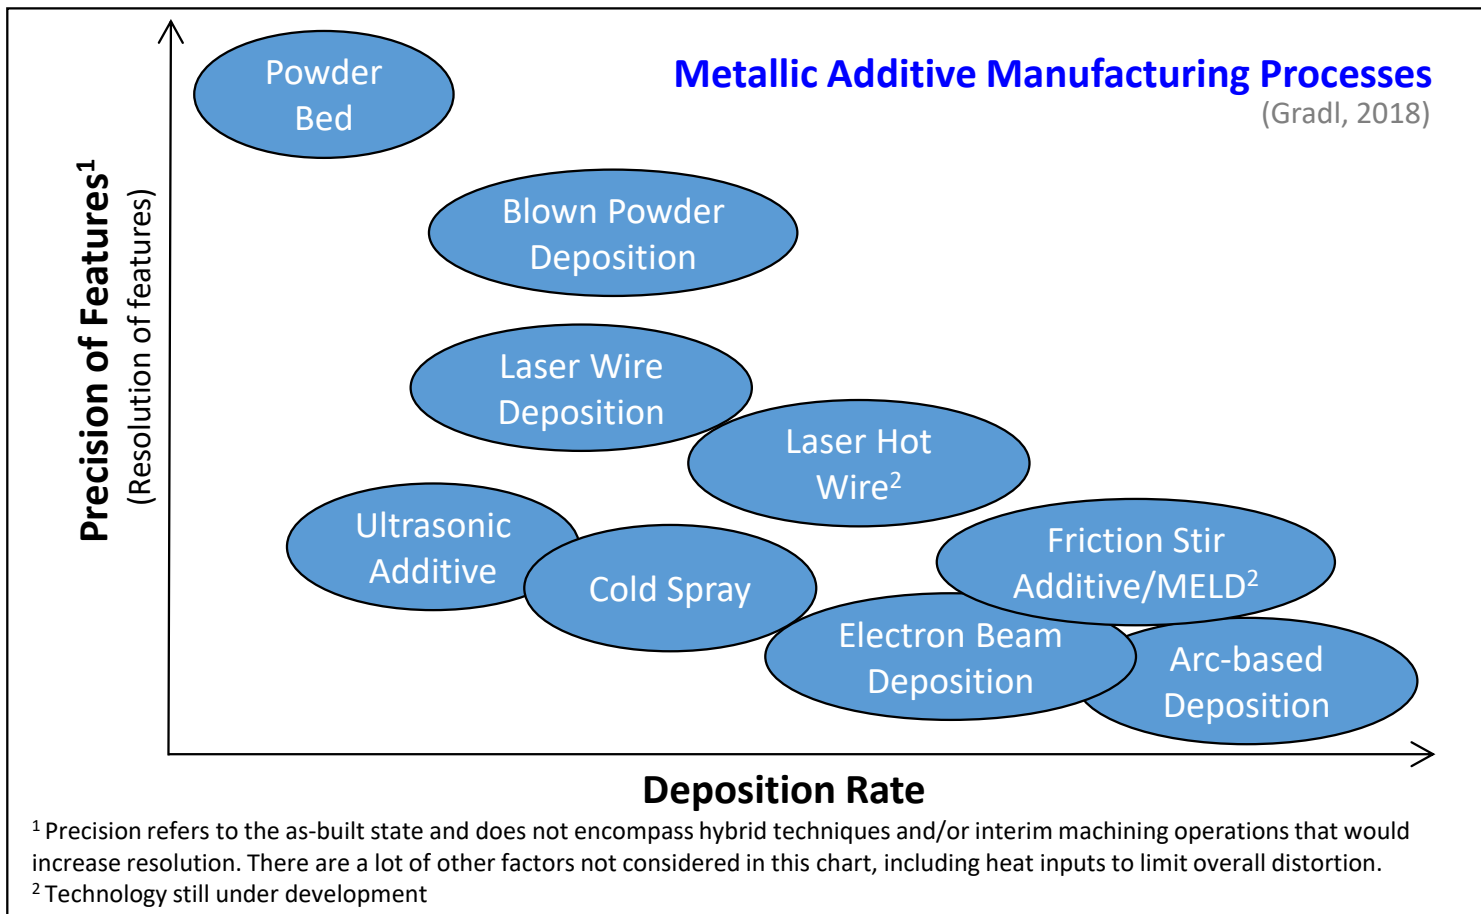 Metallic Additive Manufacturing Processes
(Gradl, 2018)
Precision of Features¹
(Resolution of features)
Powder
Bed
Blown Powder
Deposition
Laser Wire
Deposition
Laser Hot
Wire²
Ultrasonic
Additive
Cold Spray
Friction Stir
Additive/MELD²
Electron Beam
Deposition
Arc-based
Deposition
Deposition Rate
¹ Precision refers to the as-built state and does not encompass hybrid techniques and/or interim machining operations that would
increase resolution. There are a lot of other factors not considered in this chart, including heat inputs to limit overall distortion.
² Technology still under development